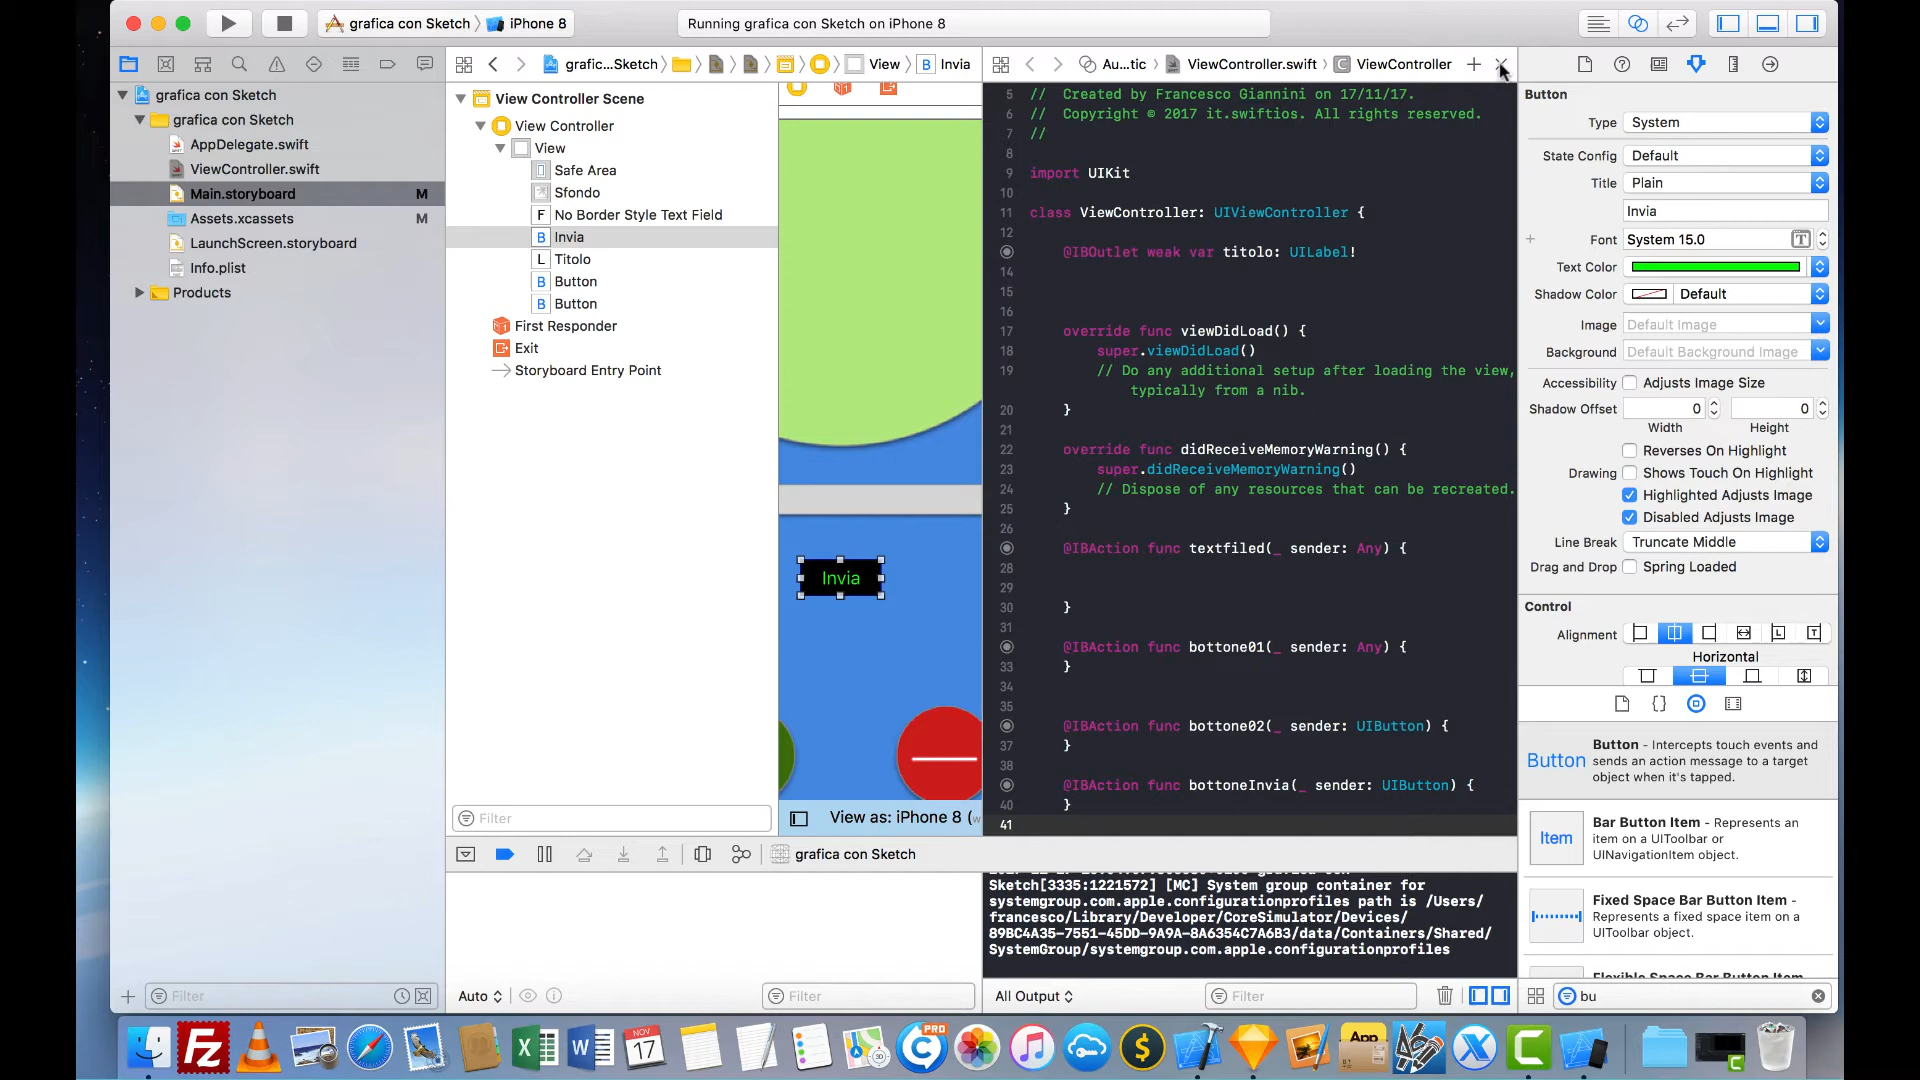 grafica con Sketch
iPhone 8
Running grafica con Sketch on iPhone 8
grafica con Sketch
grafica con Sketch
AppDelegate.swift
ViewController.swift
Main.storyboard M
Assets.xcassets M
LaunchScreen.storyboard
Info.plist
Products
Filter
grafic...Sketch
View
B Invia
View Controller Scene
View Controller
View
Safe Area
Sfondo
F No Border Style Text Field
B Invia
L Titolo
B Button
B Button
First Responder
Exit
Storyboard Entry Point
Filter
Invia
View as: iPhone 8 (
Au...tic
ViewController.swift
C ViewController
5 // Created by Francesco Giannini on 17/11/17.
6 // Copyright © 2017 it.swiftios. All rights reserved.
7 //
8
9 import UIKit
10
11 class ViewController: UIViewController {
12
@IBOutlet weak var titolo: UILabel!
14
15
16
17 override func viewDidLoad() {
18 super.viewDidLoad()
19 // Do any additional setup after loading the view,
typically from a nib.
20 }
21
22 override func didReceiveMemoryWarning() {
23 super.didReceiveMemoryWarning()
24 // Dispose of any resources that can be recreated.
25 }
26
@IBAction func textfiled(_ sender: Any) {
28
29
30 }
31
@IBAction func bottone01(_ sender: Any) {
33 }
34
35
@IBAction func bottone02(_ sender: UIButton) {
37 }
38
@IBAction func bottoneInvia(_ sender: UIButton) {
40 }
41
grafica con Sketch
Sketch[3335:1221572] [MC] System group container for
systemgroup.com.apple.configurationprofiles path is /Users/
francesco/Library/Developer/CoreSimulator/Devices/
89BC4A35-7551-45DD-9A9A-8A6354C7A6B3/data/Containers/Shared/
SystemGroup/systemgroup.com.apple.configurationprofiles
Auto
Filter
All Output
Filter
Button
Type System
State Config Default
Title Plain
Invia
Font System 15.0 T
Text Color
Shadow Color Default
Image Default Image
Background Default Background Image
Accessibility Adjusts Image Size
Shadow Offset 0 0
Width Height
Reverses On Highlight
Drawing Shows Touch On Highlight
Highlighted Adjusts Image
Disabled Adjusts Image
Line Break Truncate Middle
Drag and Drop Spring Loaded
Control
Alignment
Horizontal
Button
Button - Intercepts touch events and
sends an action message to a target
object when it's tapped.
Item
Bar Button Item - Represents an
item on a UIToolbar or
UINavigationItem object.
Fixed Space Bar Button Item -
Represents a fixed space item on a
UIToolbar object.
Flexible Space Bar Button Item
bu
Fz
X
W
NOV
17
3D
PRO
C
$
App
X
C